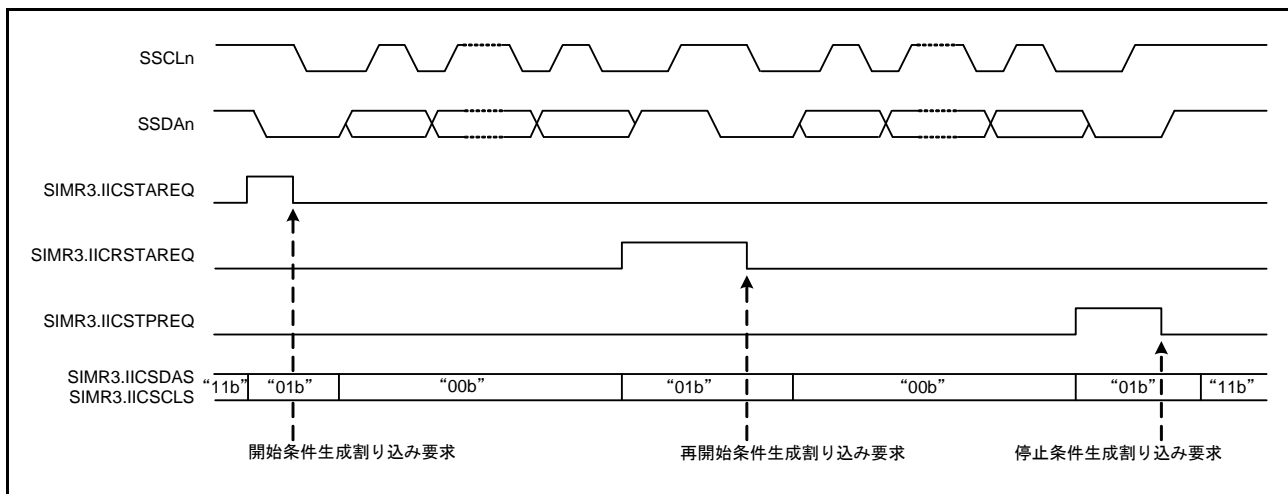 SSCLn
SSDAn
SIMR3.IICSTAREQ
SIMR3.IICRSTAREQ
SIMR3.IICSTPREQ
SIMR3.IICSDAS
SIMR3.IICSCLS
“11b” “01b” “00b” “01b” “00b” “01b” “11b”
開始条件生成割り込み要求 再開始条件生成割り込み要求 停止条件生成割り込み要求